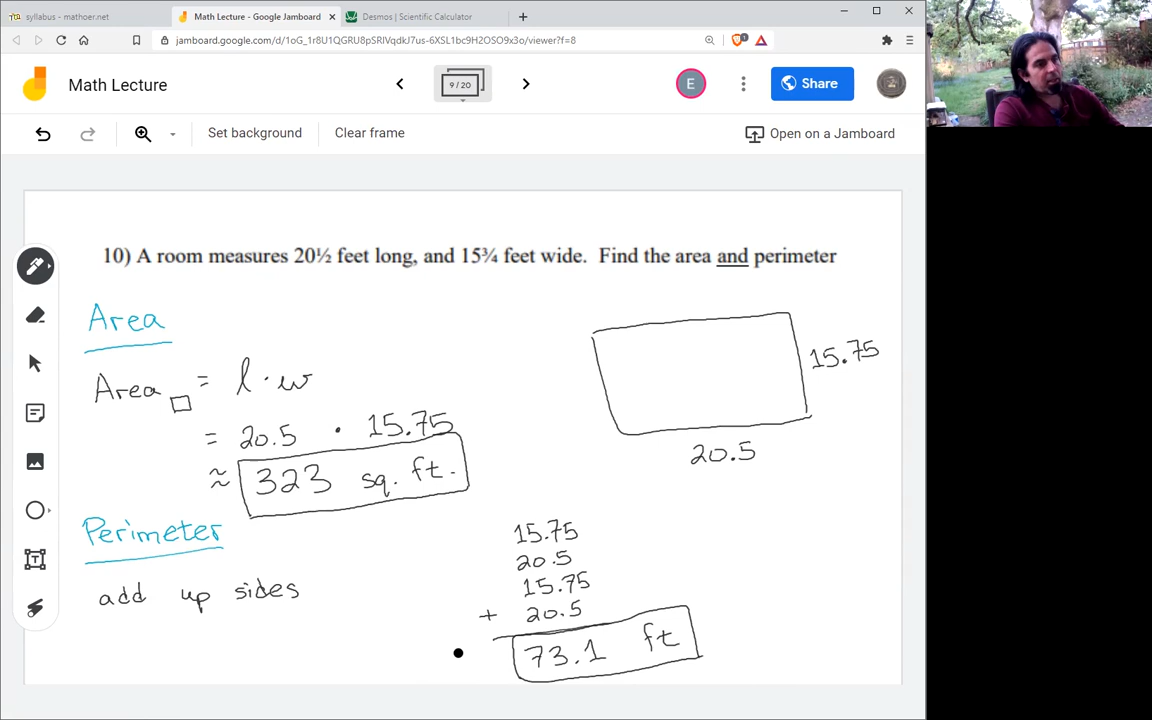 syllabus - mathoer.net
Math Lecture - Google Jamboard
Desmos | Scientific Calculator
jamboard.google.com/d/1oG_1r8U1QGRU8pSRlVqdkJ7us-6XSL1bc9H2OSO9x3o/viewer?f=8
Math Lecture
9 / 20
E
Share
Set background
Clear frame
Open on a Jamboard
10) A room measures 20½ feet long, and 15¾ feet wide. Find the area and perimeter
Area
Area □ = l · w
= 20.5 · 15.75
≈ 323 sq. ft.
15.75
20.5
Perimeter
add up sides
15.75
20.5
15.75
+ 20.5
73.1 ft